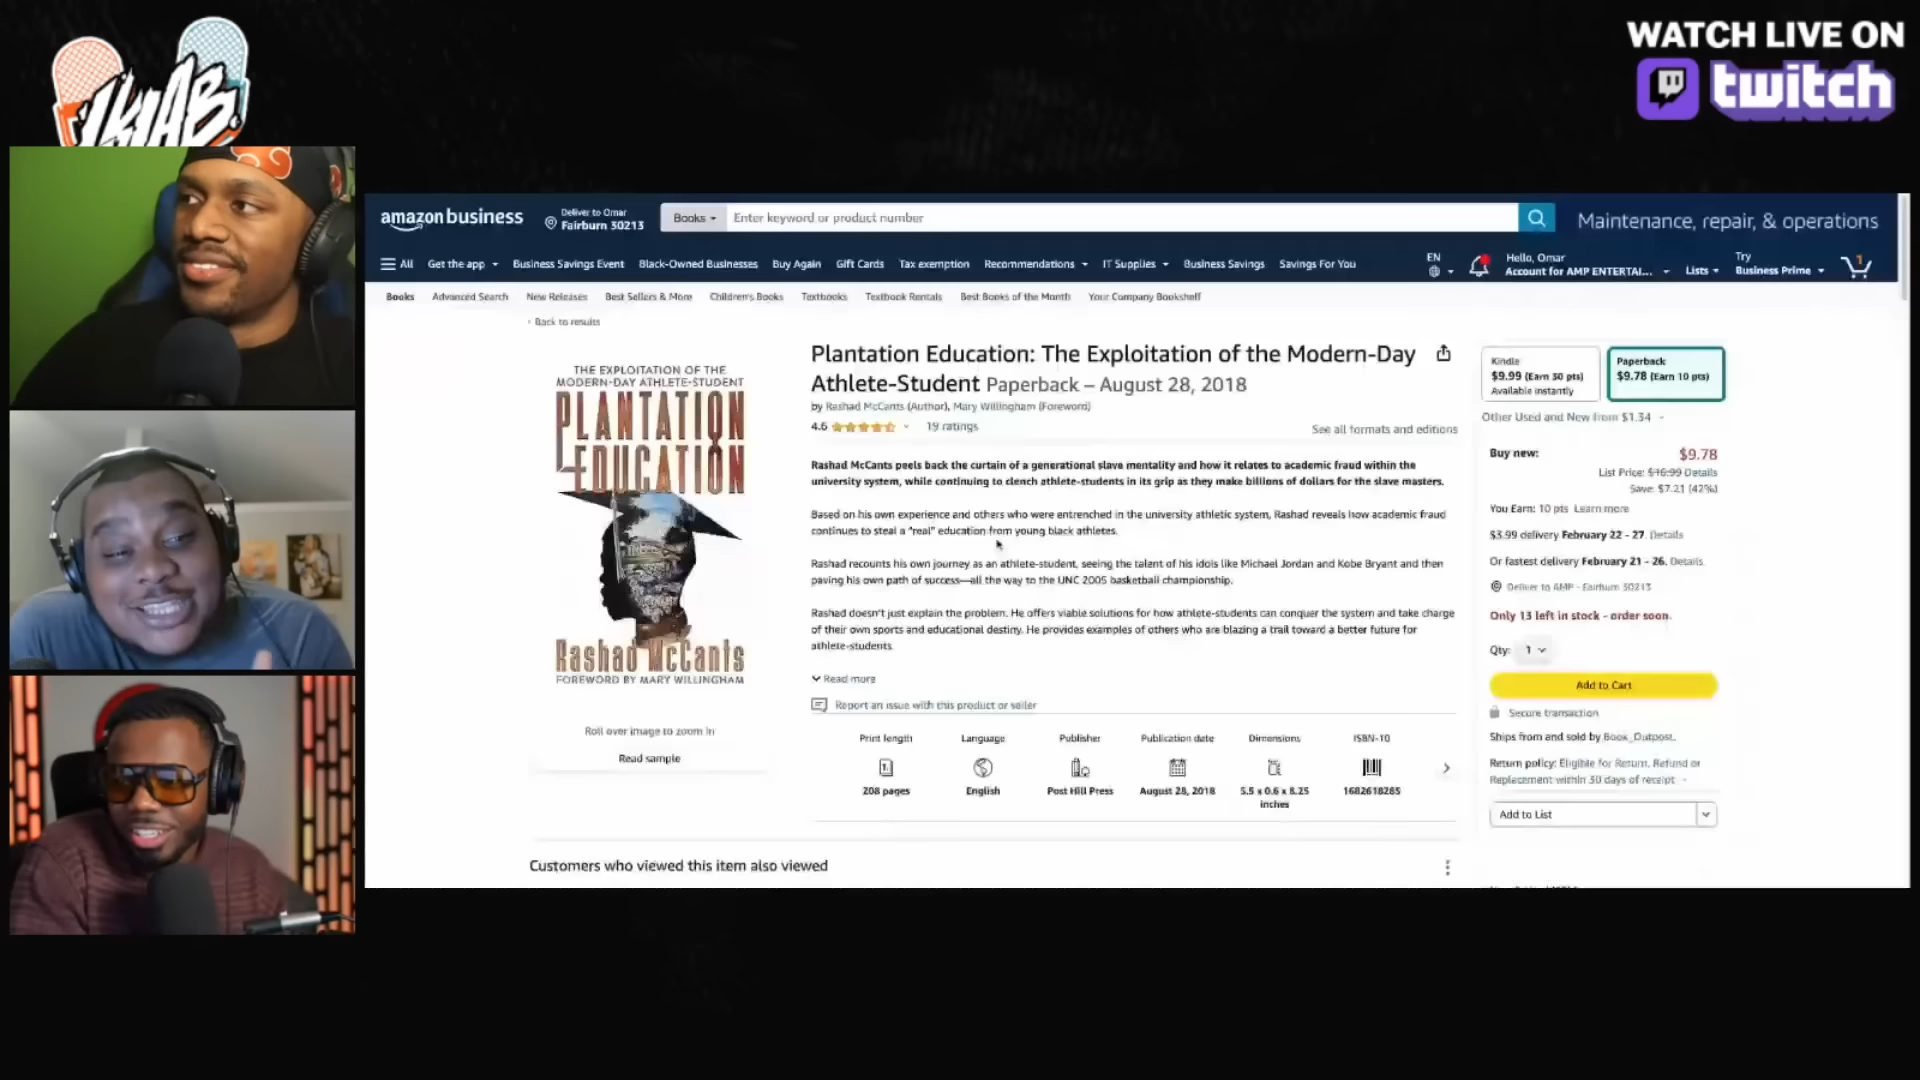 IKIAB
WATCH LIVE ON
twitch
amazon business
Deliver to Omar
Fairburn 30213
Books
Enter keyword or product number
Maintenance, repair, & operations
All
Get the app
Business Savings Event
Black-Owned Businesses
Buy Again
Gift Cards
Tax exemption
Recommendations
IT Supplies
Business Savings
Savings For You
EN
Hello, Omar
Account for AMP ENTERTAI...
Lists
Try
Business Prime
1
Books
Advanced Search
New Releases
Best Sellers & More
Children's Books
Textbooks
Textbook Rentals
Best Books of the Month
Your Company Bookshelf
‹ Back to results
THE EXPLOITATION OF THE
MODERN-DAY ATHLETE-STUDENT
PLANTATION
EDUCATION
Rashad McCants
FOREWORD BY MARY WILLINGHAM
Roll over image to zoom in
Read sample
Plantation Education: The Exploitation of the Modern-Day
Athlete-Student Paperback – August 28, 2018
by Rashad McCants (Author), Mary Willingham (Foreword)
4.6
19 ratings
See all formats and editions
Rashad McCants peels back the curtain of a generational slave mentality and how it relates to academic fraud within the
university system, while continuing to clench athlete-students in its grip as they make billions of dollars for the slave masters.
Based on his own experience and others who were entrenched in the university athletic system, Rashad reveals how academic fraud
continues to steal a "real" education from young black athletes.
Rashad recounts his own journey as an athlete-student, seeing the talent of his idols like Michael Jordan and Kobe Bryant and then
paving his own path of success—all the way to the UNC 2005 basketball championship.
Rashad doesn't just explain the problem. He offers viable solutions for how athlete-students can conquer the system and take charge
of their own sports and educational destiny. He provides examples of others who are blazing a trail toward a better future for
athlete-students
Read more
Report an issue with this product or seller
Print length
Language
Publisher
Publication date
Dimensions
ISBN-10
208 pages
English
Post Hill Press
August 28, 2018
5.5 x 0.6 x 8.25
inches
1682618285
Customers who viewed this item also viewed
Kindle
$9.99 (Earn 30 pts)
Available instantly
Paperback
$9.78 (Earn 10 pts)
Other Used and New from $1.34
Buy new:
$9.78
List Price: $16.99 Details
Save: $7.21 (42%)
You Earn: 10 pts Learn more
$3.99 delivery February 22 - 27. Details
Or fastest delivery February 21 - 26. Details
Deliver to AMP - Fairburn 30213
Only 13 left in stock - order soon.
Qty: 1
Add to Cart
Secure transaction
Ships from and sold by Book_Outpost.
Return policy: Eligible for Return, Refund or
Replacement within 30 days of receipt
Add to List